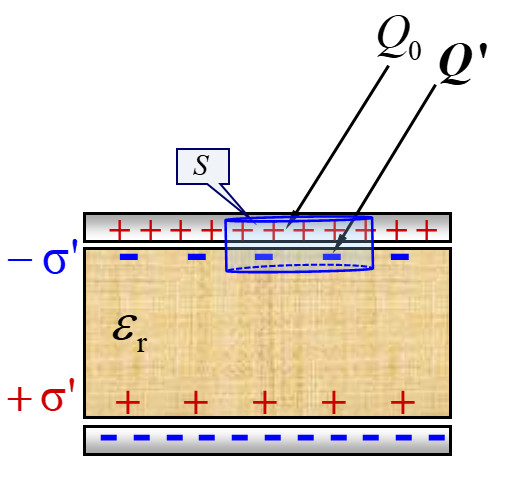 Q₀
Q'
S
+ + + + + + + + + + +
− σ'
− − − − −
εᵣ
+ σ'
+ + + + +
− − − − − − − − − − −